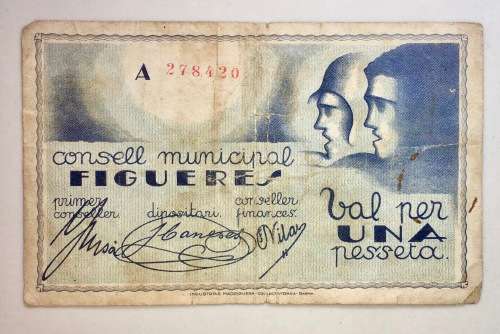 A 278420
consell municipal
FIGUERES
primer conseller
dipositari.
conseller finances.
Val per
UNA
pesseta.